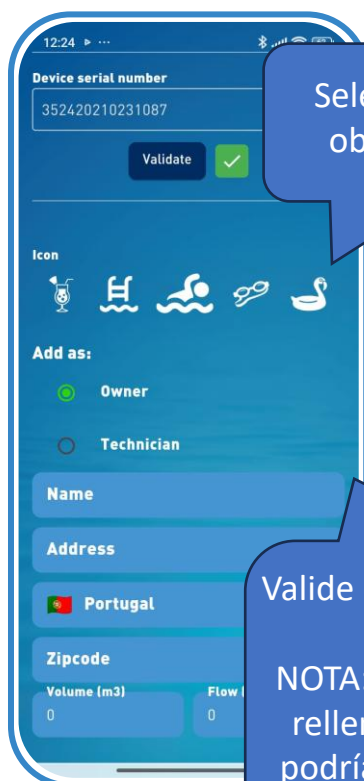 12:24
Device serial number
352420210231087
Validate
Icon
Add as:
Owner
Technician
Name
Address
Portugal
Zipcode
Volume (m3)
Flow
0
0
Valide
NOTA: